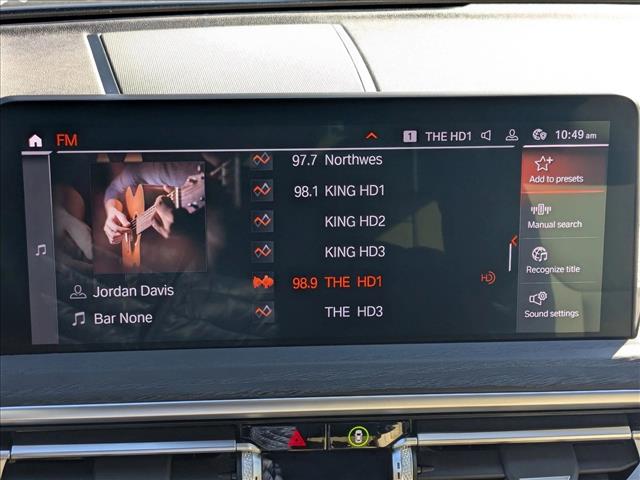 FM
1 THE HD1 10:49 am
97.7 Northwes
98.1 KING HD1
KING HD2
KING HD3
98.9 THE HD1 HD
THE HD3
Jordan Davis
Bar None
Add to presets
Manual search
Recognize title
Sound settings